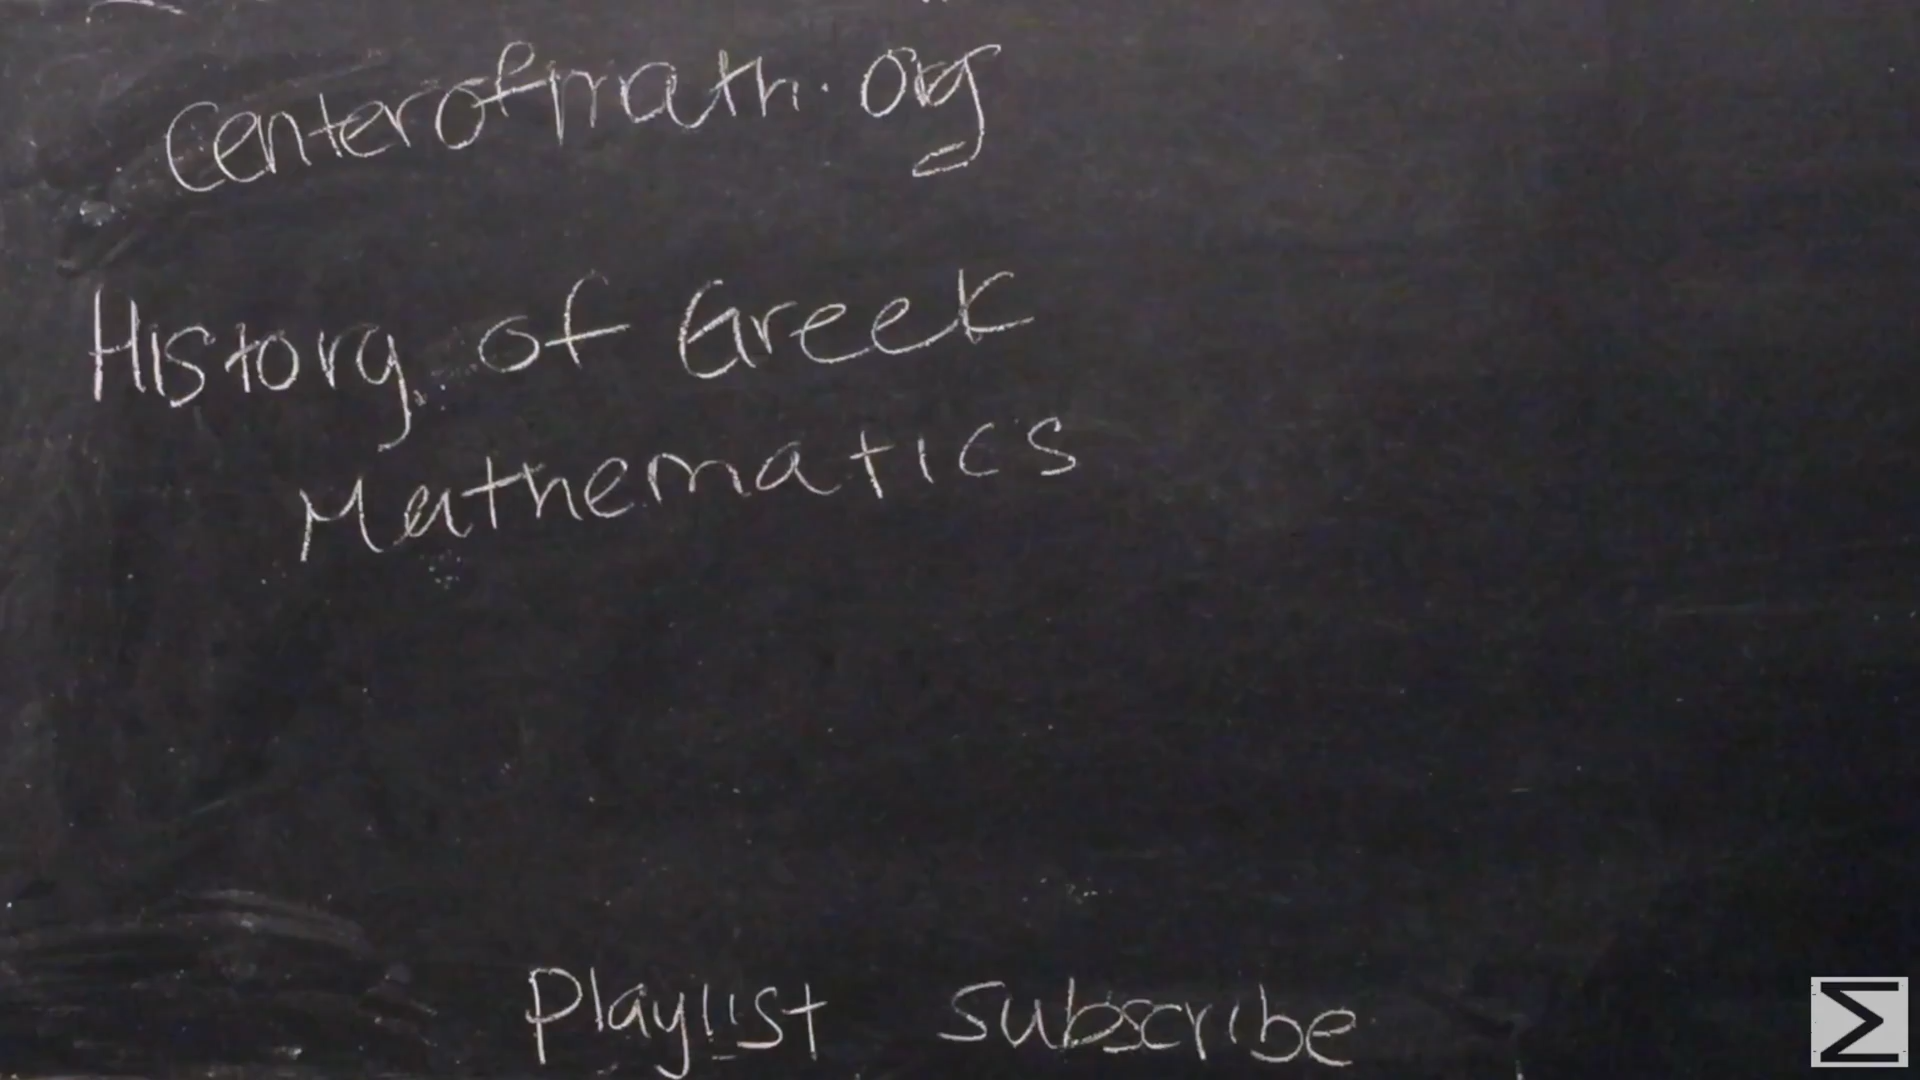 Centerofmath.org
History of Greek
Mathematics
Playlist Subscribe
Σ